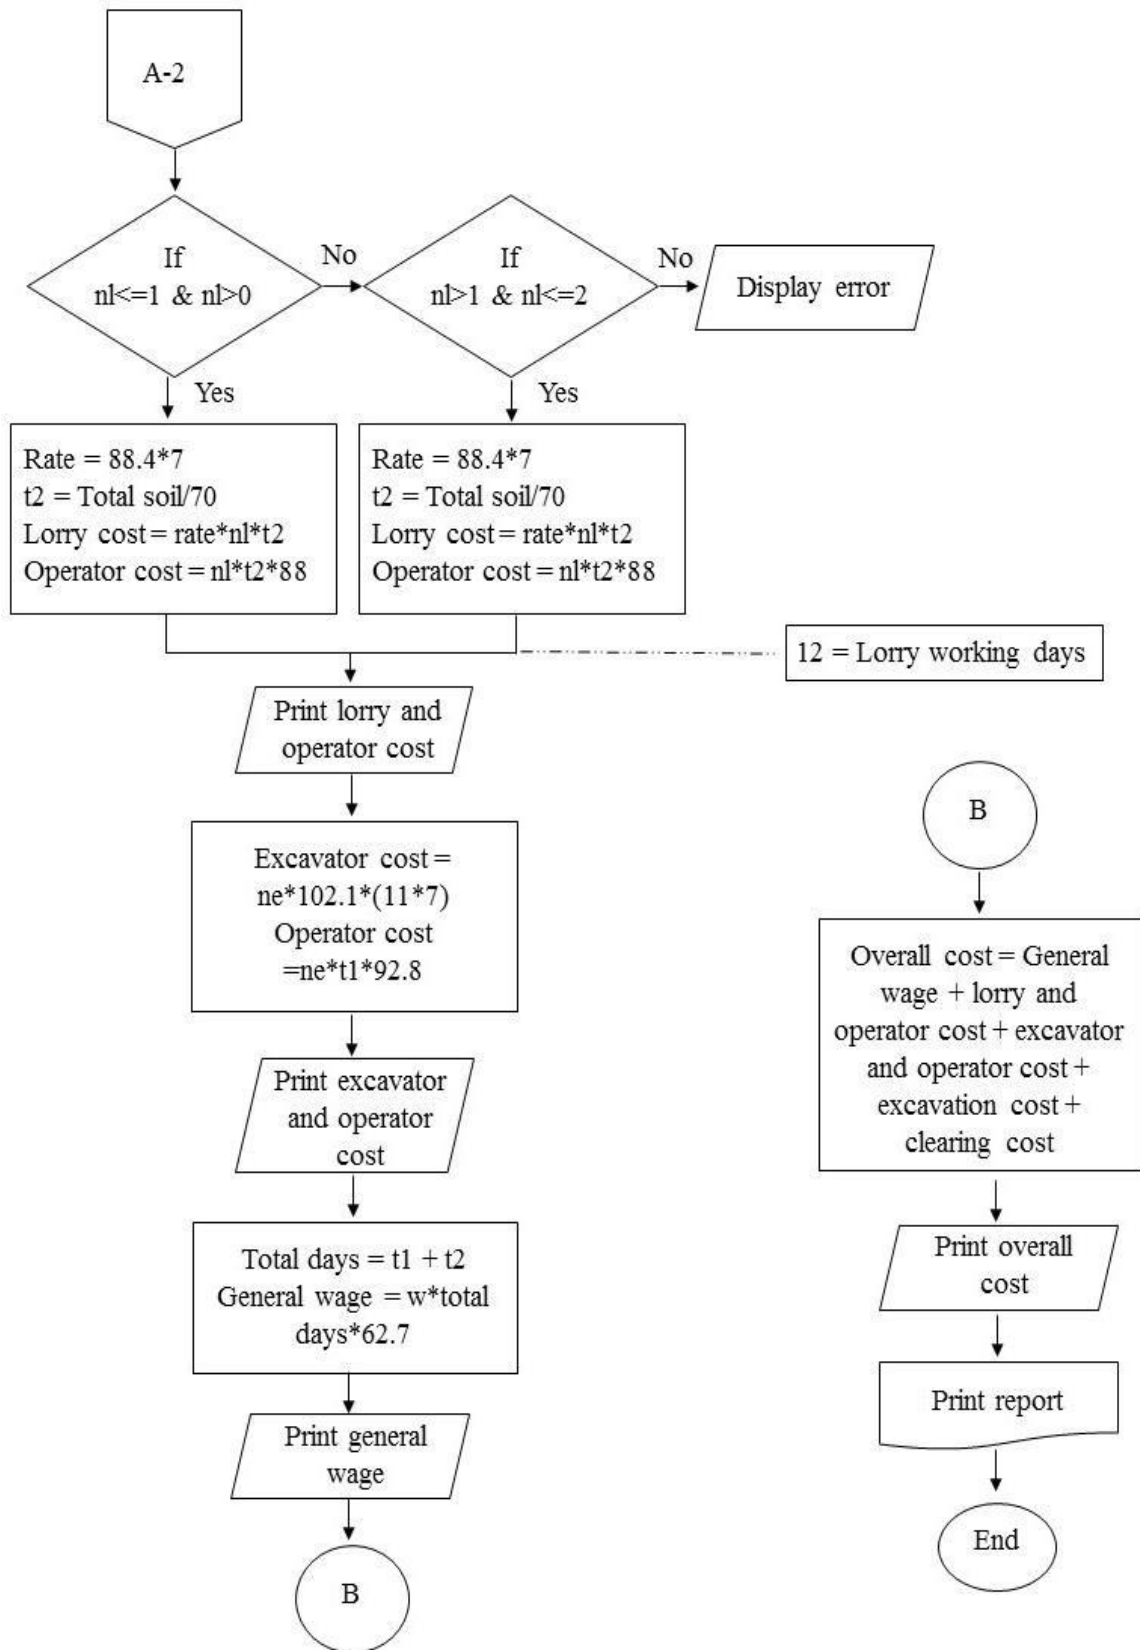 A-2
If
nl<=1 & nl>0
No
If
nl>1 & nl<=2
No
Display error
Yes
Yes
Rate = 88.4*7
t2 = Total soil/70
Lorry cost = rate*nl*t2
Operator cost = nl*t2*88
Rate = 88.4*7
t2 = Total soil/70
Lorry cost = rate*nl*t2
Operator cost = nl*t2*88
12 = Lorry working days
Print lorry and
operator cost
Excavator cost =
ne*102.1*(11*7)
Operator cost
=ne*t1*92.8
Print excavator
and operator
cost
Total days = t1 + t2
General wage = w*total
days*62.7
Print general
wage
B
B
Overall cost = General
wage + lorry and
operator cost + excavator
and operator cost +
excavation cost +
clearing cost
Print overall
cost
Print report
End